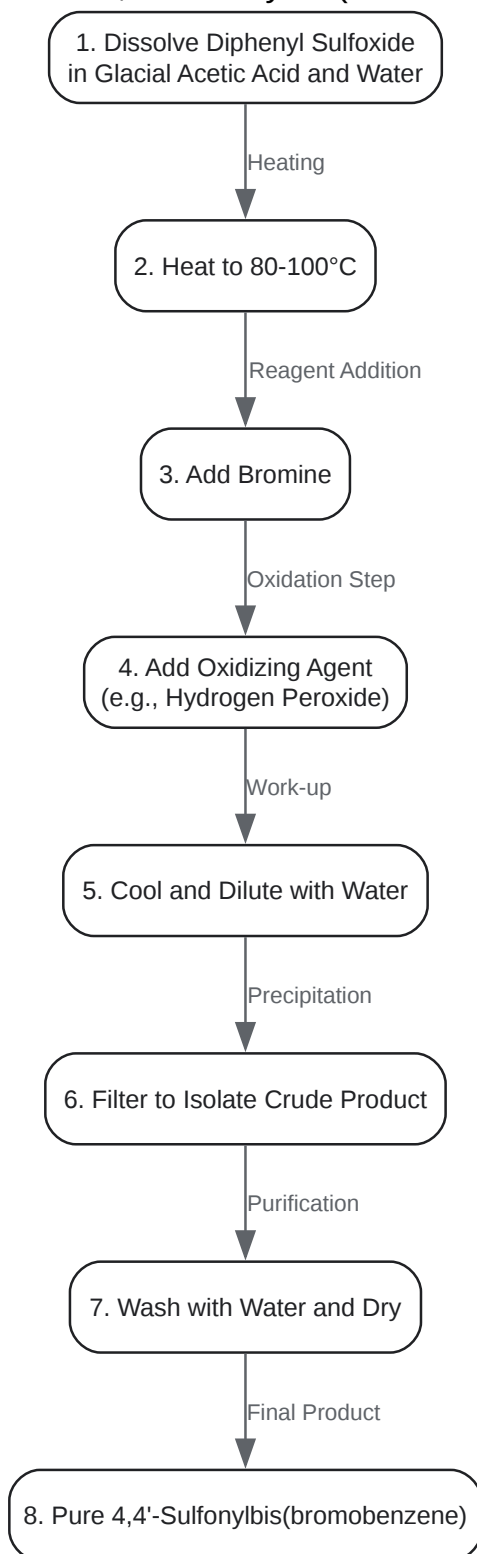 1. Dissolve Diphenyl Sulfoxide
in Glacial Acetic Acid and Water
Heating
2. Heat to 80-100°C
Reagent Addition
3. Add Bromine
Oxidation Step
4. Add Oxidizing Agent
(e.g., Hydrogen Peroxide)
Work-up
5. Cool and Dilute with Water
Precipitation
6. Filter to Isolate Crude Product
Purification
7. Wash with Water and Dry
Final Product
8. Pure 4,4'-Sulfonylbis(bromobenzene)